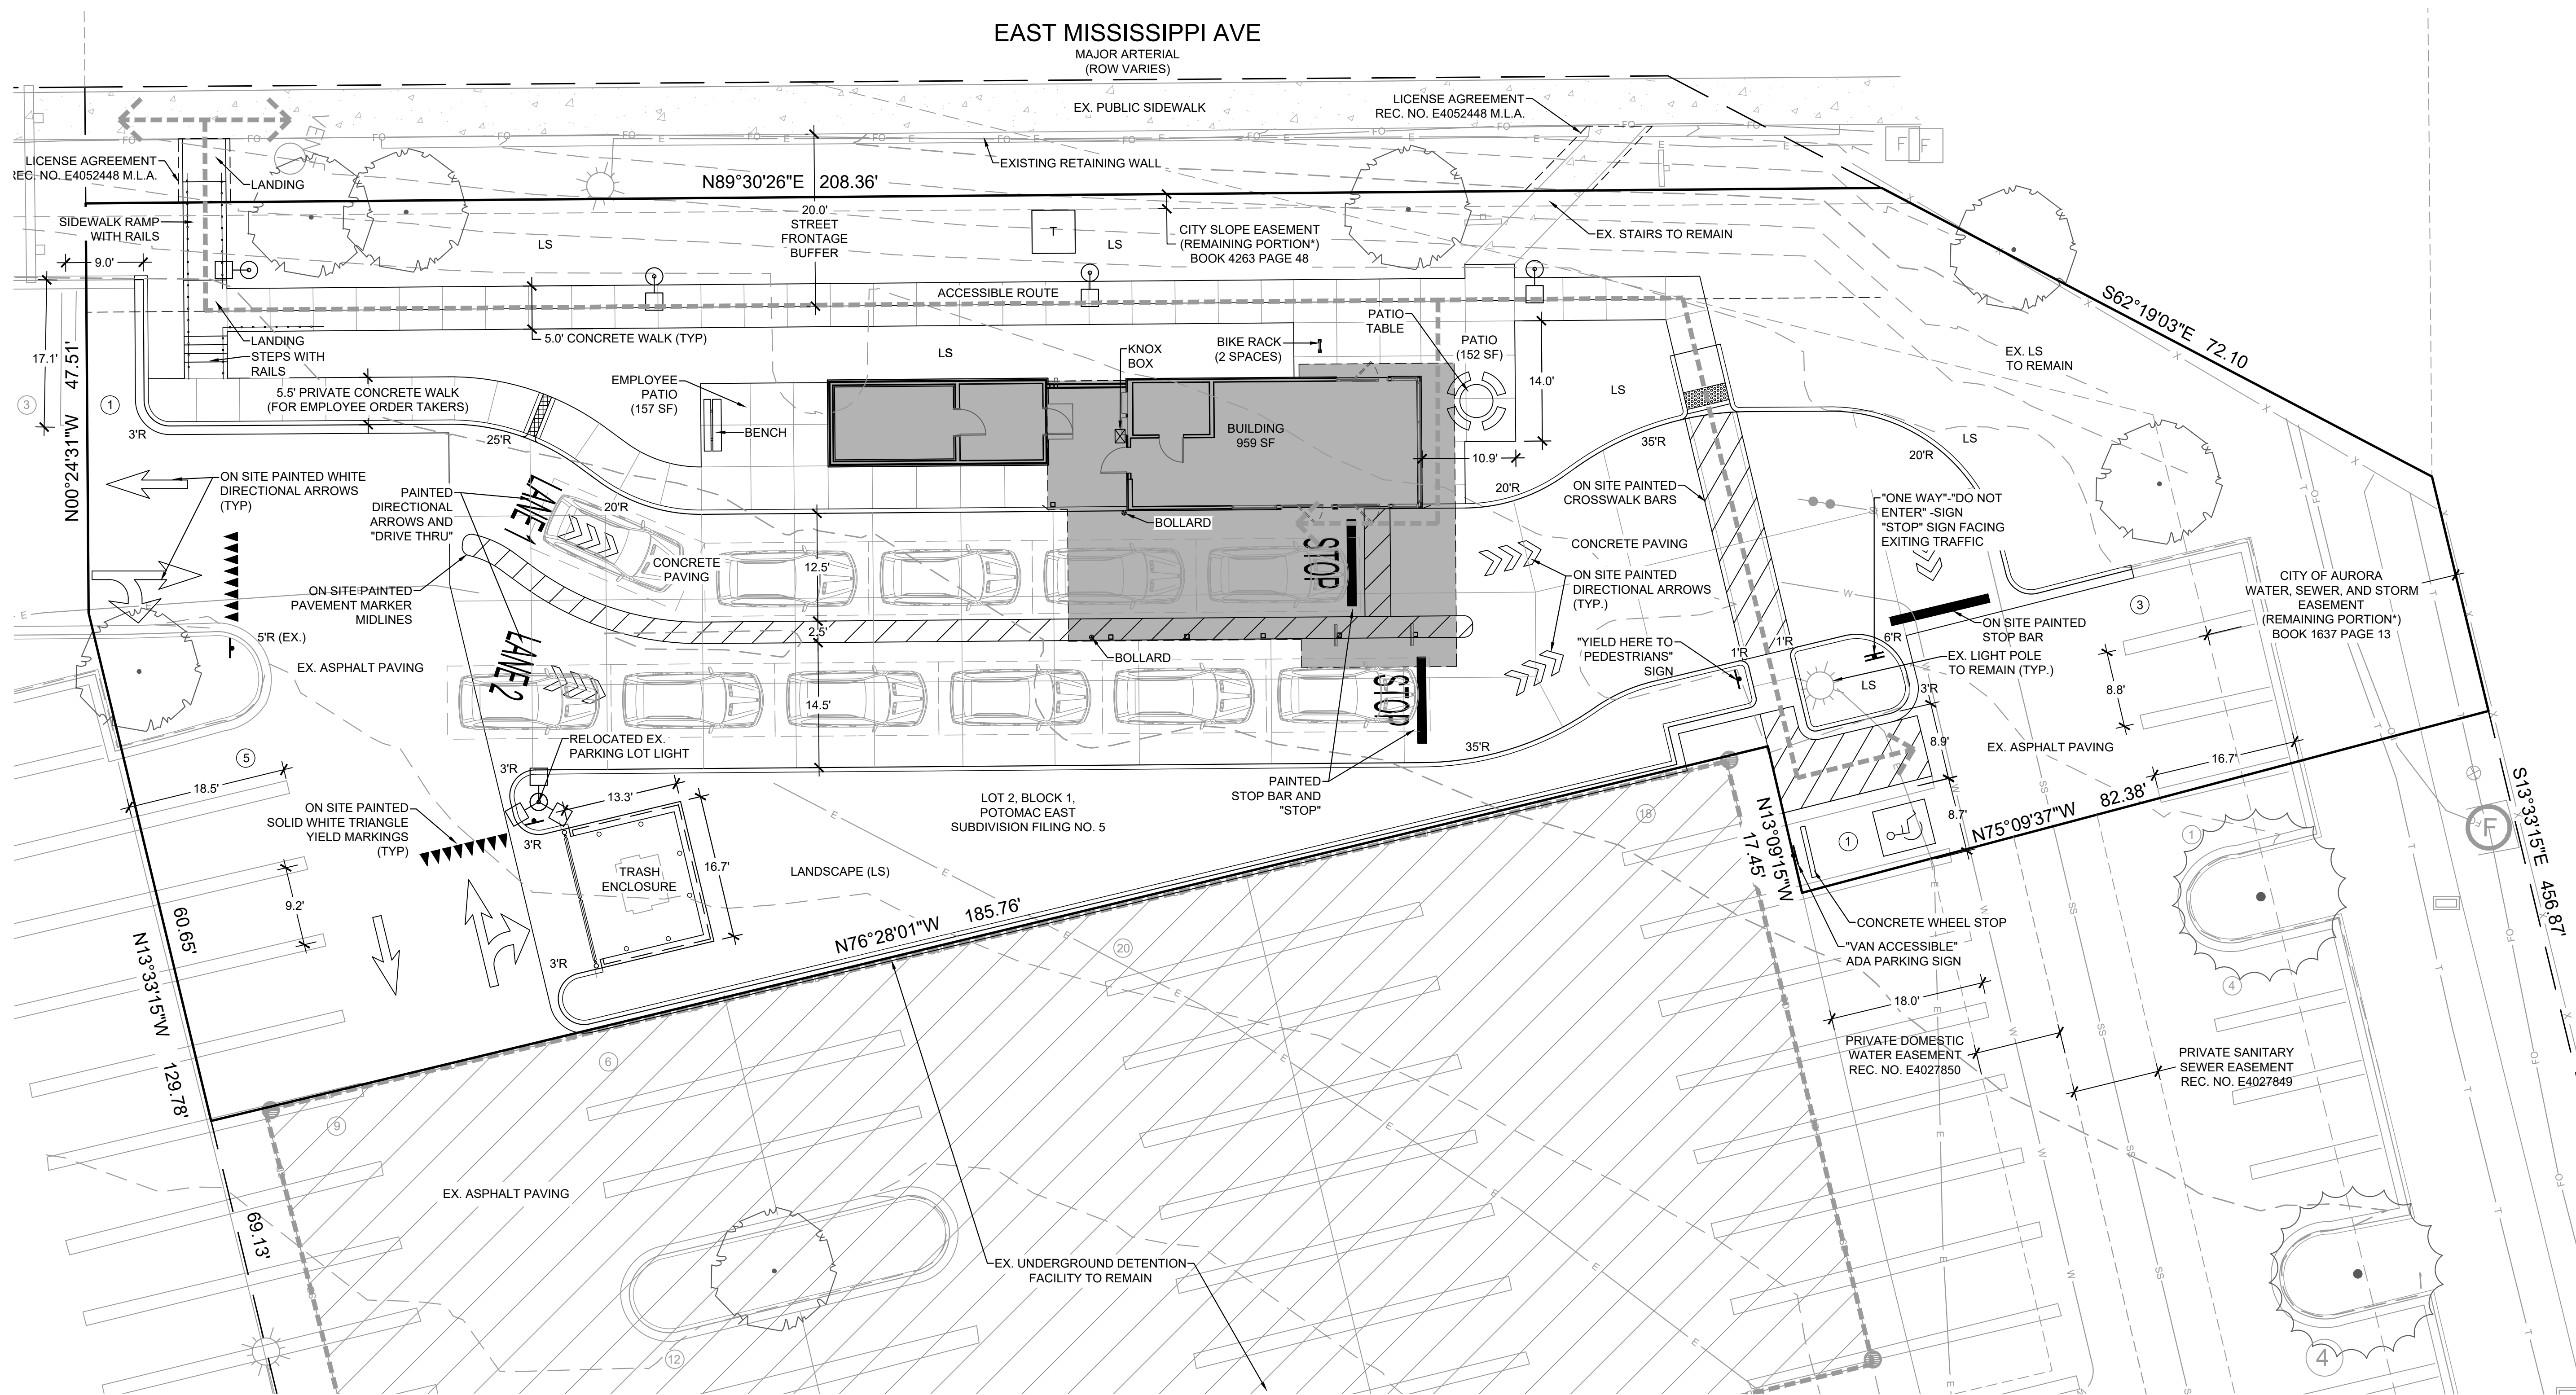 EAST MISSISSIPPI AVE
MAJOR ARTERIAL
(ROW VARIES)
EX. PUBLIC SIDEWALK
LICENSE AGREEMENT
REC. NO. E4052448 M.L.A.
LICENSE AGREEMENT
REC. NO. E4052448 M.L.A.
LANDING
EXISTING RETAINING WALL
N89°30'26"E 208.36'
SIDEWALK RAMP
WITH RAILS
9.0'
LS
20.0'
STREET
FRONTAGE
BUFFER
T
LS
CITY SLOPE EASEMENT
(REMAINING PORTION*)
BOOK 4263 PAGE 48
EX. STAIRS TO REMAIN
F
F
S62°19'03"E 72.10
ACCESSIBLE ROUTE
17.1'
N00°24'31"W 47.51'
LANDING
STEPS WITH
RAILS
5.0' CONCRETE WALK (TYP)
LS
KNOX
BOX
BIKE RACK
(2 SPACES)
PATIO
TABLE
PATIO
(152 SF)
14.0'
LS
EX. LS
TO REMAIN
3
1
3'R
5.5' PRIVATE CONCRETE WALK
(FOR EMPLOYEE ORDER TAKERS)
25'R
EMPLOYEE
PATIO
(157 SF)
BENCH
BUILDING
959 SF
10.9'
35'R
20'R
LS
20'R
ON SITE PAINTED WHITE
DIRECTIONAL ARROWS
(TYP)
PAINTED
DIRECTIONAL
ARROWS AND
"DRIVE THRU"
LANE 1
20'R
BOLLARD
STOP
ON SITE PAINTED
CROSSWALK BARS
"ONE WAY"-"DO NOT
ENTER" -SIGN
"STOP" SIGN FACING
EXITING TRAFFIC
CONCRETE PAVING
CONCRETE
PAVING
12.5'
ON SITE PAINTED
DIRECTIONAL ARROWS
(TYP.)
ON SITE PAINTED
PAVEMENT MARKER
MIDLINES
2.5'
CITY OF AURORA
WATER, SEWER, AND STORM
EASEMENT
(REMAINING PORTION*)
BOOK 1637 PAGE 13
3
5'R (EX.)
EX. ASPHALT PAVING
LANE 2
BOLLARD
14.5'
STOP
"YIELD HERE TO
PEDESTRIANS"
SIGN
1'R
1'R
6'R
ON SITE PAINTED
STOP BAR
EX. LIGHT POLE
TO REMAIN (TYP.)
LS
3'R
8.8'
RELOCATED EX.
PARKING LOT LIGHT
35'R
8.9'
EX. ASPHALT PAVING
16.7'
5
18.5'
3'R
13.3'
PAINTED
STOP BAR AND
"STOP"
LOT 2, BLOCK 1,
POTOMAC EAST
SUBDIVISION FILING NO. 5
ON SITE PAINTED
SOLID WHITE TRIANGLE
YIELD MARKINGS
(TYP)
3'R
16.7'
18
N13°09'15"W
17.45'
8.7'
1
N75°09'37"W 82.38'
1
F
S13°33'15"E 456.87'
TRASH
ENCLOSURE
LANDSCAPE (LS)
9.2'
N76°28'01"W 185.76'
3'R
CONCRETE WHEEL STOP
"VAN ACCESSIBLE"
ADA PARKING SIGN
60.65'
N13°33'15"W 129.78'
20
4
18.0'
6
PRIVATE DOMESTIC
WATER EASEMENT
REC. NO. E4027850
PRIVATE SANITARY
SEWER EASEMENT
REC. NO. E4027849
9
EX. ASPHALT PAVING
69.13'
EX. UNDERGROUND DETENTION
FACILITY TO REMAIN
12
4